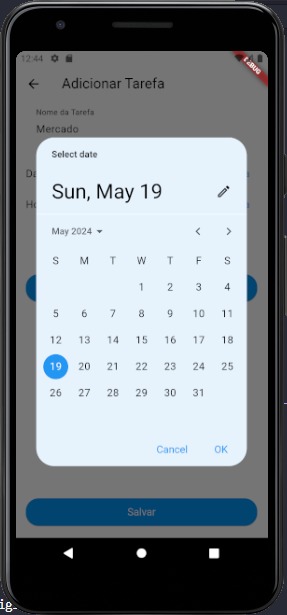 12:44
DEBUG
Adicionar Tarefa
Nome da Tarefa
Mercado
Select date
Sun, May 19
Da
Ho
May 2024
S M T W T F S
1 2 3 4
5 6 7 8 9 10 11
12 13 14 15 16 17 18
19 20 21 22 23 24 25
26 27 28 29 30 31
Cancel OK
Salvar
ig_